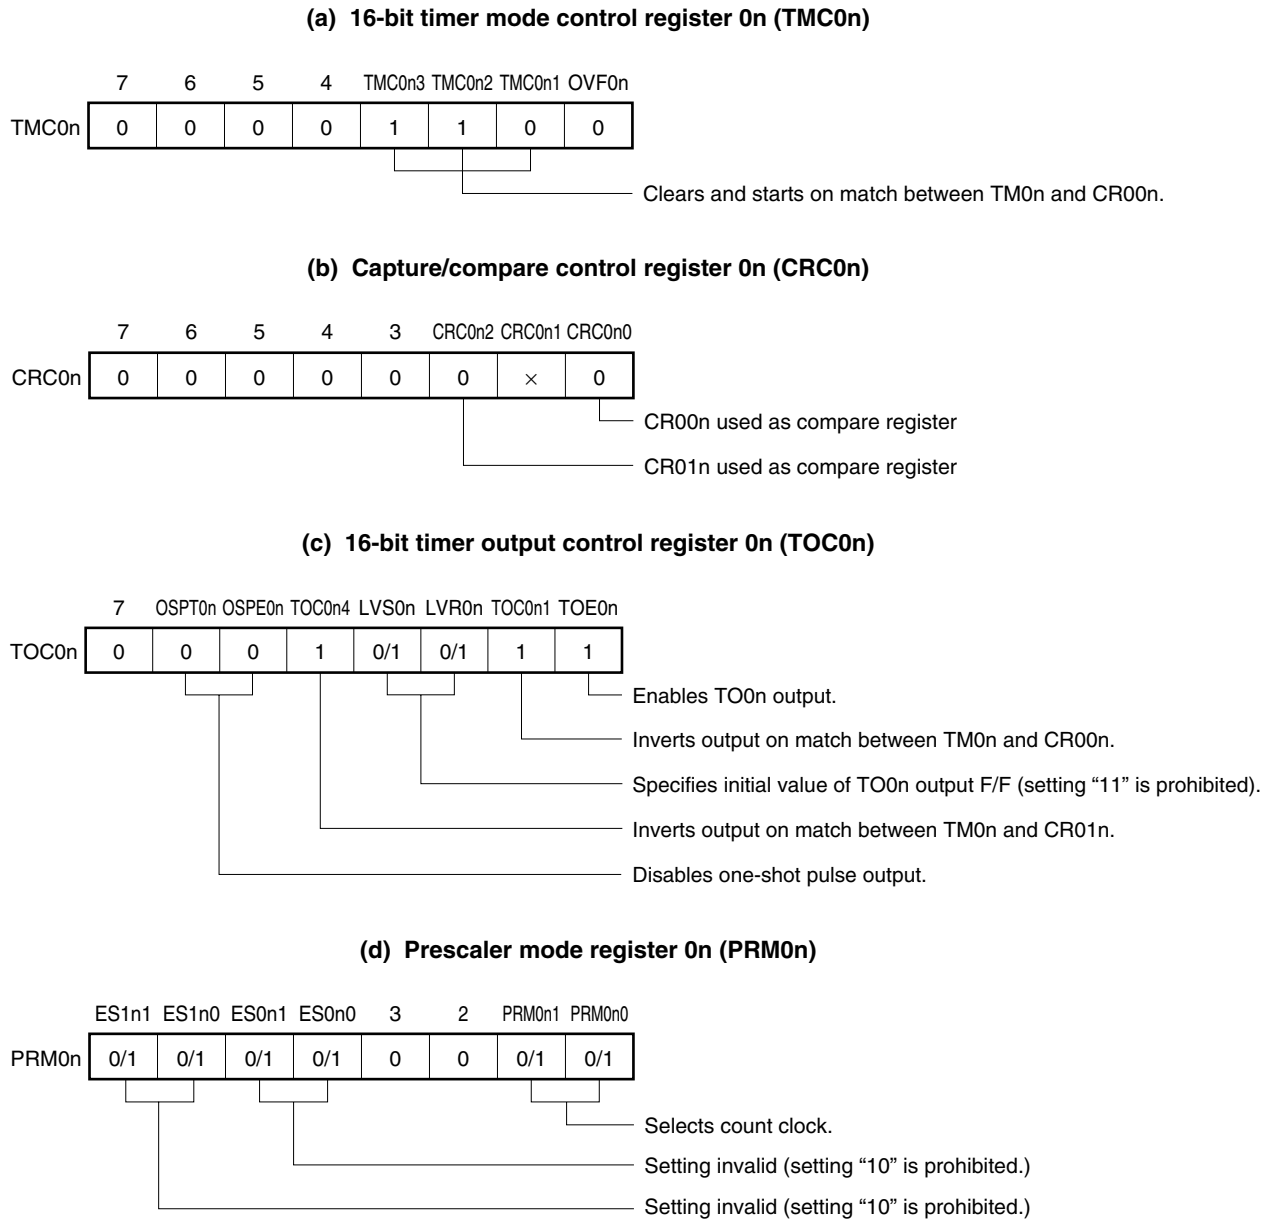 (a) 16-bit timer mode control register 0n (TMC0n)
7 6 5 4 TMC0n3 TMC0n2 TMC0n1 OVF0n
TMC0n 0 0 0 0 1 1 0 0
Clears and starts on match between TM0n and CR00n.
(b) Capture/compare control register 0n (CRC0n)
7 6 5 4 3 CRC0n2 CRC0n1 CRC0n0
CRC0n 0 0 0 0 0 0 × 0
CR00n used as compare register
CR01n used as compare register
(c) 16-bit timer output control register 0n (TOC0n)
7 OSPT0n OSPE0n TOC0n4 LVS0n LVR0n TOC0n1 TOE0n
TOC0n 0 0 0 1 0/1 0/1 1 1
Enables TO0n output.
Inverts output on match between TM0n and CR00n.
Specifies initial value of TO0n output F/F (setting “11” is prohibited).
Inverts output on match between TM0n and CR01n.
Disables one-shot pulse output.
(d) Prescaler mode register 0n (PRM0n)
ES1n1 ES1n0 ES0n1 ES0n0 3 2 PRM0n1 PRM0n0
PRM0n 0/1 0/1 0/1 0/1 0 0 0/1 0/1
Selects count clock.
Setting invalid (setting “10” is prohibited.)
Setting invalid (setting “10” is prohibited.)